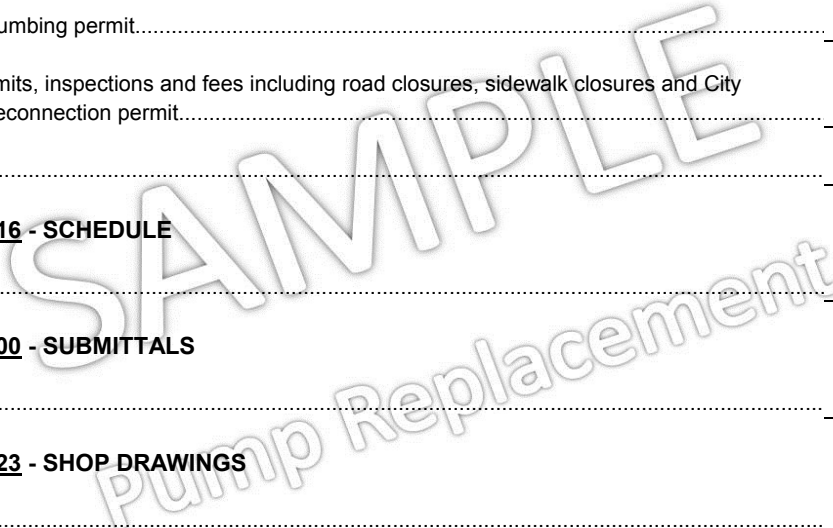 umbing permit..................................................................................................................................
mits, inspections and fees including road closures, sidewalk closures and City
econnection permit..........................................................................................................................
16 - SCHEDULE
00 - SUBMITTALS
23 - SHOP DRAWINGS
SAMPLE
Pump Replacement